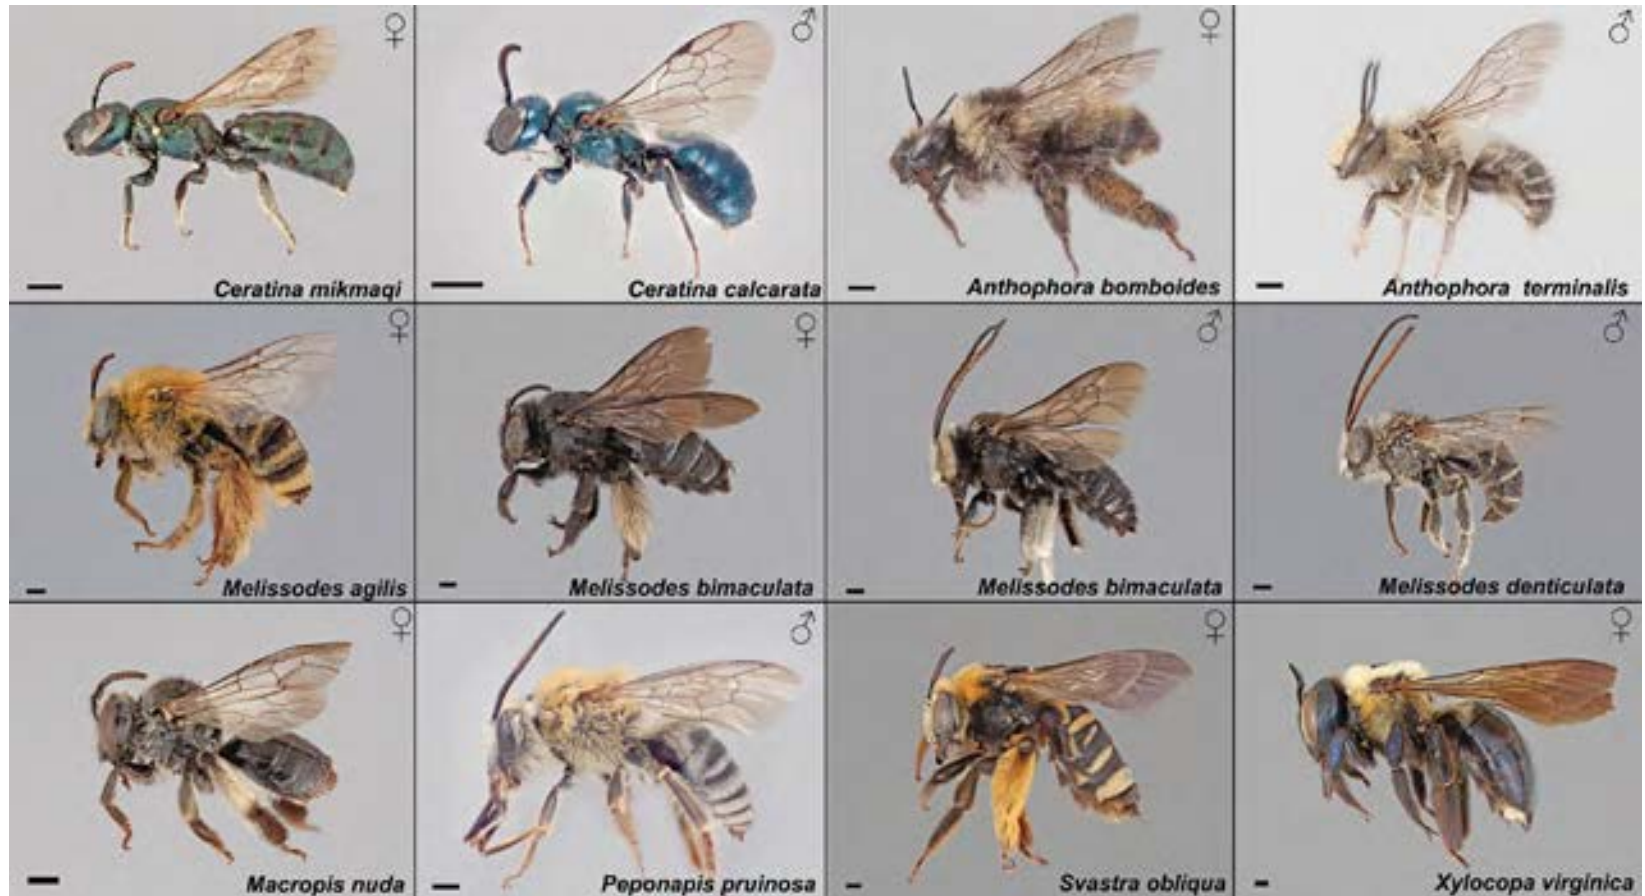 ♀
♂
♀
♂
Ceratina mikmaqi
Ceratina calcarata
Anthophora bomboides
Anthophora terminalis
♀
♀
♂
♂
Melissodes agilis
Melissodes bimaculata
Melissodes bimaculata
Melissodes denticulata
♀
♂
♀
♀
Macropis nuda
Peponapis pruinosa
Svastra obliqua
Xylocopa virginica